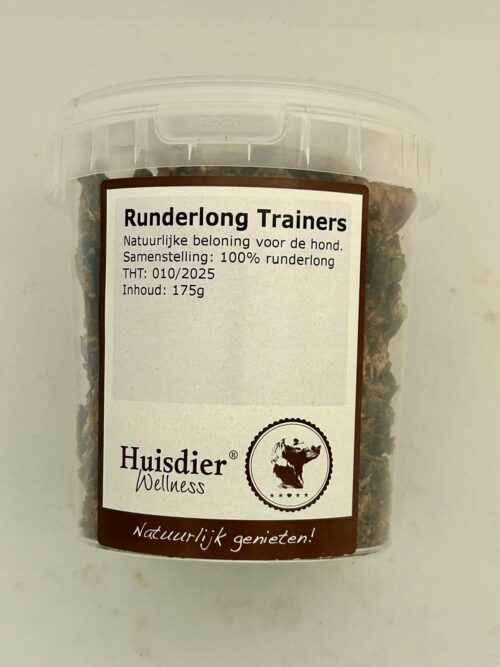 OPEN
Runderlong Trainers
Natuurlijke beloning voor de hond.
Samenstelling: 100% runderlong
THT: 010/2025
Inhoud: 175g
Huisdier®
Wellness
Natuurlijk genieten!